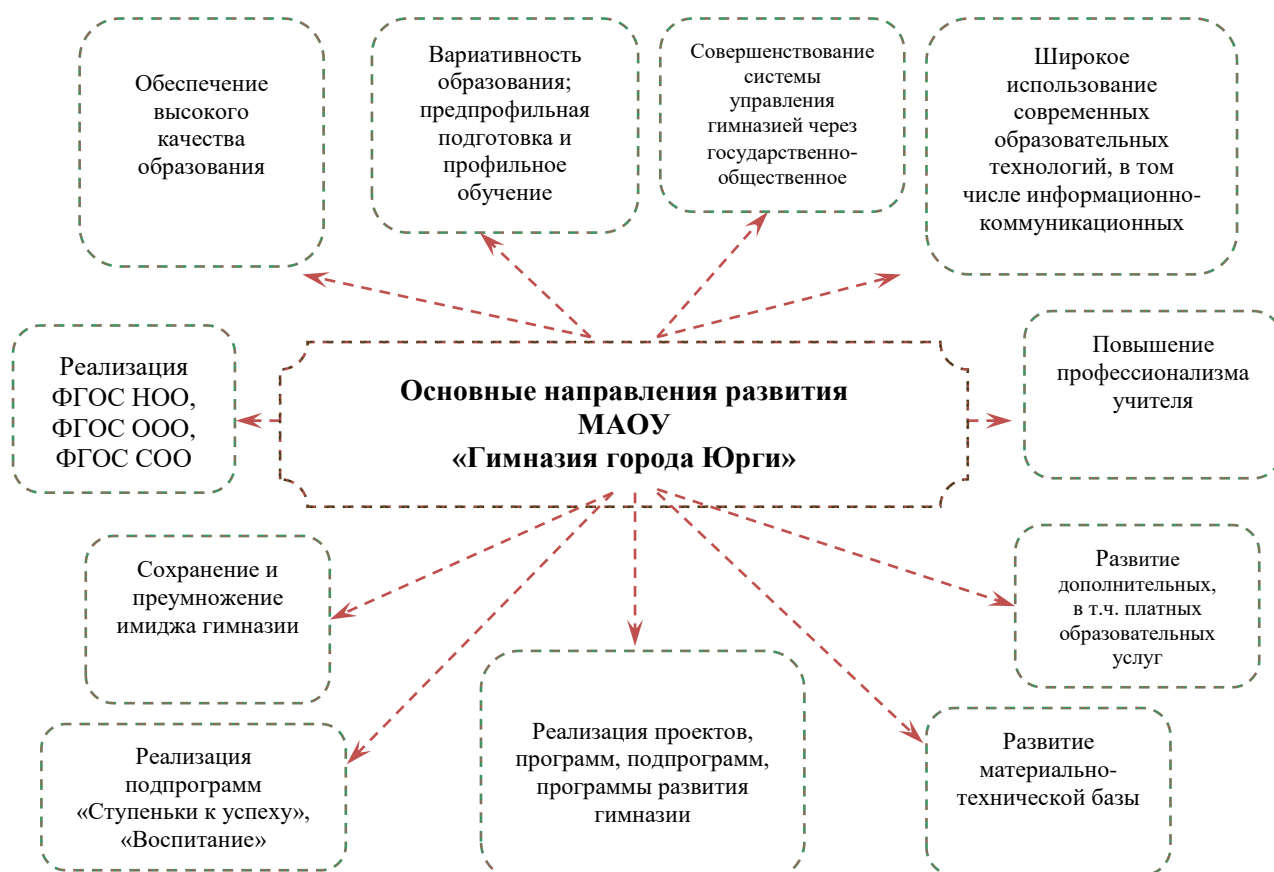 Обеспечение
высокого
качества
образования
Вариативность
образования;
предпрофильная
подготовка и
профильное
обучение
Совершенствование
системы
управления
гимназией через
государственно-
общественное
Широкое
использование
современных
образовательных
технологий, в том
числе информационно-
коммуникационных
Реализация
ФГОС НОО,
ФГОС ООО,
ФГОС СОО
Основные направления развития
МАОУ
«Гимназия города Юрги»
Повышение
профессионализма
учителя
Сохранение и
преумножение
имиджа гимназии
Развитие
дополнительных,
в т.ч. платных
образовательных
услуг
Реализация
подпрограмм
«Ступеньки к успеху»,
«Воспитание»
Реализация проектов,
программ, подпрограмм,
программы развития
гимназии
Развитие
материально-
технической базы